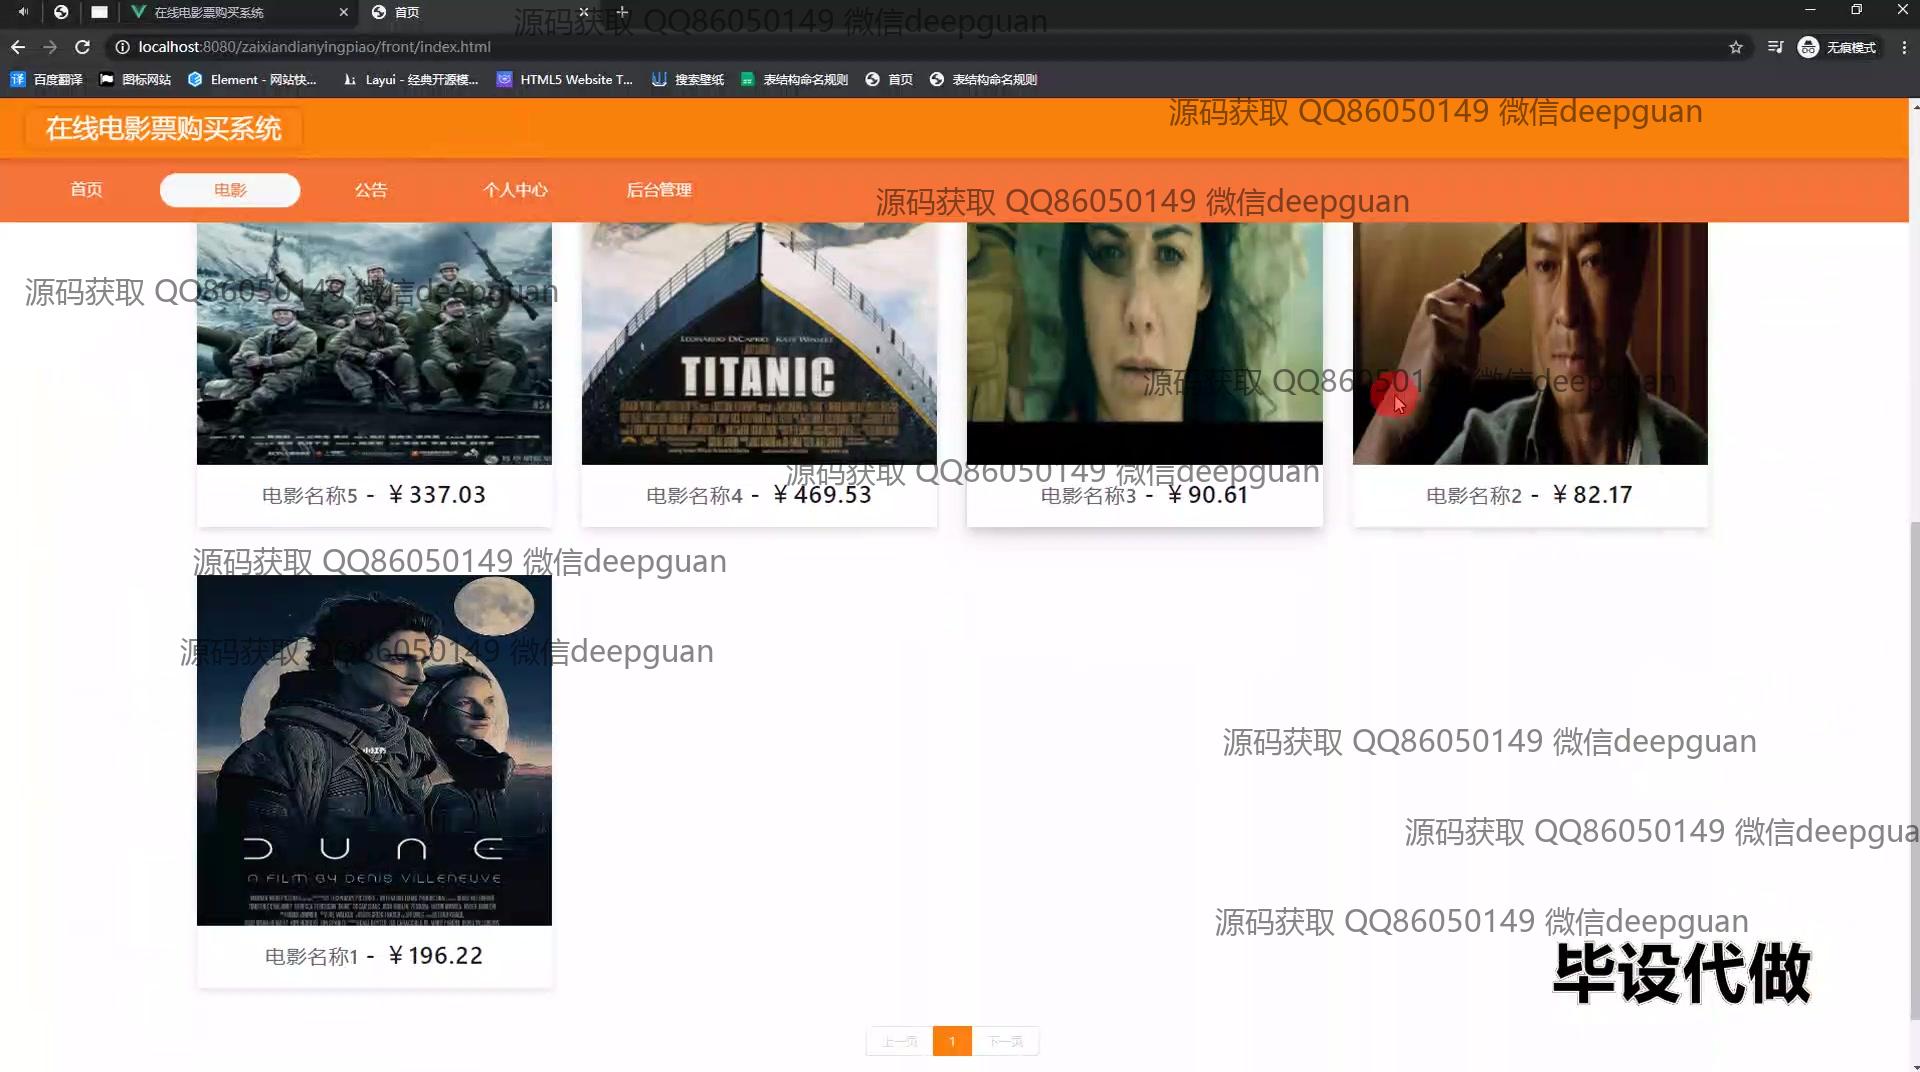 在线电影票购买系统
首页
源码获取 QQ86050149 微信deepguan
localhost:8080/zaixiandianyingpiao/front/index.html
无痕模式
百度翻译 图标网站 Element - 网站快... Layui - 经典开源模... HTML5 Website T... 搜索壁纸 表结构命名规则 首页 表结构命名规则
在线电影票购买系统
源码获取 QQ86050149 微信deepguan
首页 电影 公告 个人中心 后台管理
源码获取 QQ86050149 微信deepguan
源码获取 QQ86050149 微信deepguan
LEONARDO DICAPRIO KATE WINSLET
TITANIC
源码获取 QQ86050149 微信deepguan
源码获取 QQ86050149 微信deepguan
电影名称5 - ￥337.03
电影名称4 - ￥469.53
电影名称3 - ￥90.61
电影名称2 - ￥82.17
源码获取 QQ86050149 微信deepguan
源码获取 QQ86050149 微信deepguan
小红书
源码获取 QQ86050149 微信deepguan
DUNE
A FILM BY DENIS VILLENEUVE
源码获取 QQ86050149 微信deepgua
源码获取 QQ86050149 微信deepguan
电影名称1 - ￥196.22
毕设代做
上一页 1 下一页